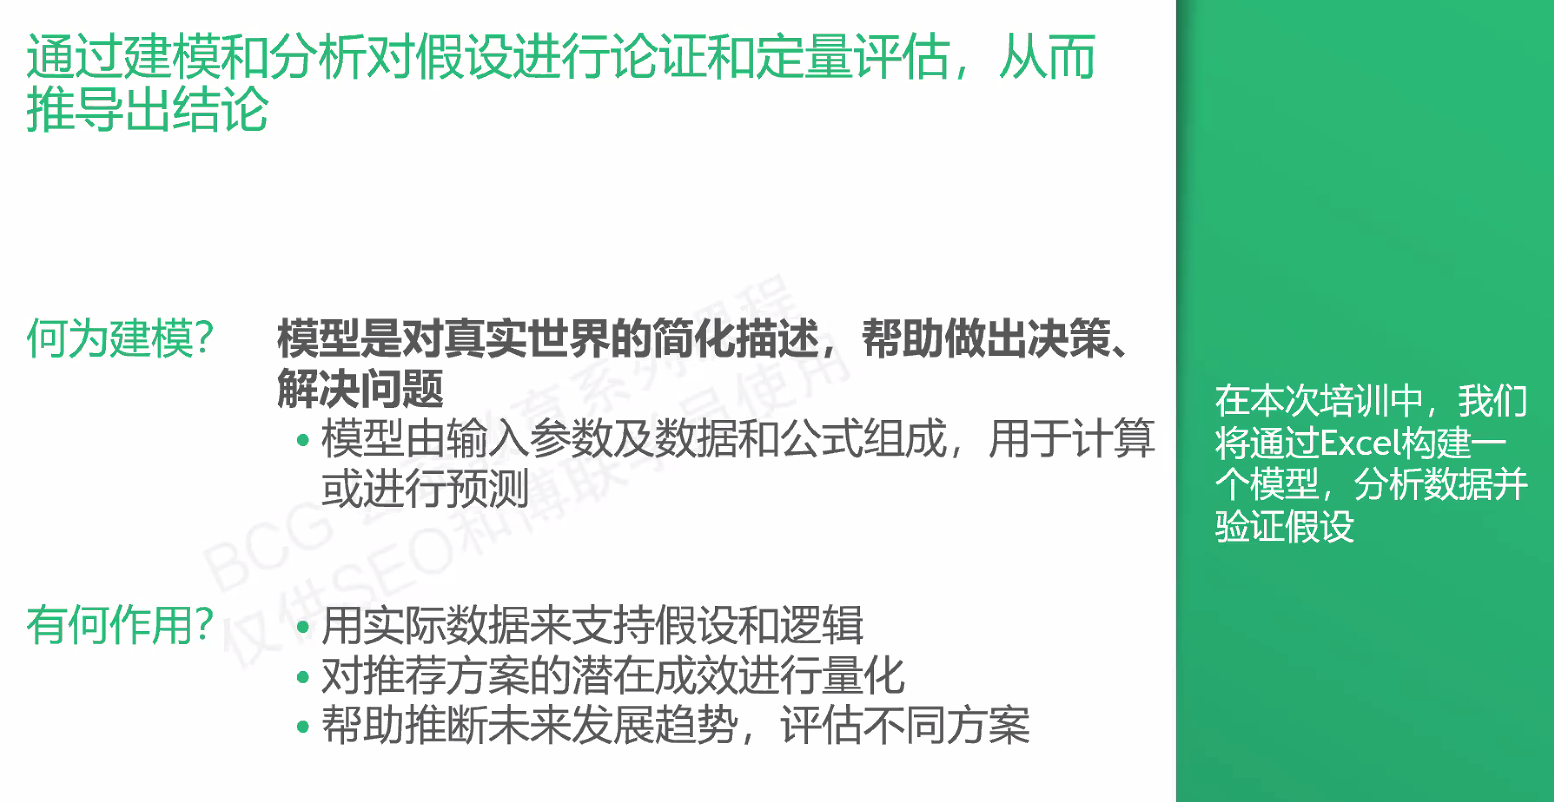 通过建模和分析对假设进行论证和定量评估，从而
推导出结论
何为建模？
模型是对真实世界的简化描述，帮助做出决策、
解决问题
• 模型由输入参数及数据和公式组成，用于计算
或进行预测
有何作用？
• 用实际数据来支持假设和逻辑
• 对推荐方案的潜在成效进行量化
• 帮助推断未来发展趋势，评估不同方案
在本次培训中，我们
将通过Excel构建一
个模型，分析数据并
验证假设
BCG 教育系列课程
仅供SEO和博联学员使用